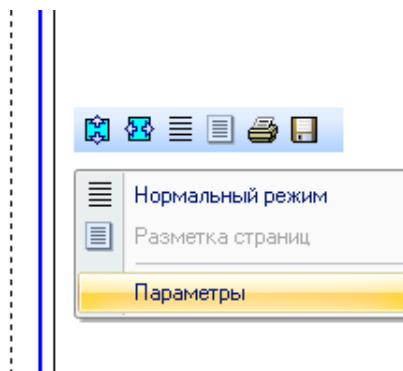 Нормальный режим
Разметка страниц
Параметры